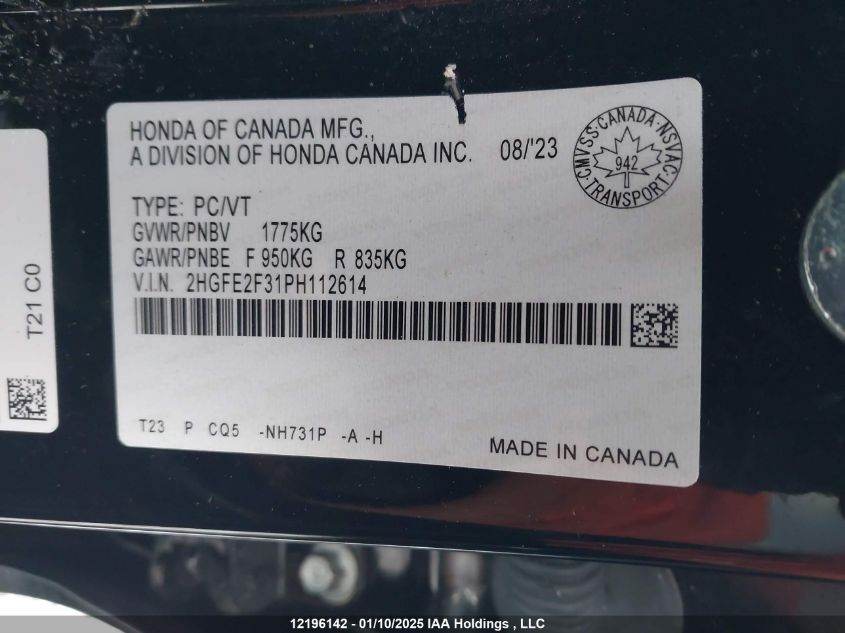 HONDA OF CANADA MFG.,
A DIVISION OF HONDA CANADA INC. 08/'23
CMVSS·CANADA·NSVAC
942
TRANSPORT
TYPE: PC/VT
GVWR/PNBV 1775KG
GAWR/PNBE F 950KG R 835KG
V.I.N. 2HGFE2F31PH112614
T21 C0
T23 P CQ5 -NH731P -A -H
MADE IN CANADA
12196142 - 01/10/2025 IAA Holdings , LLC